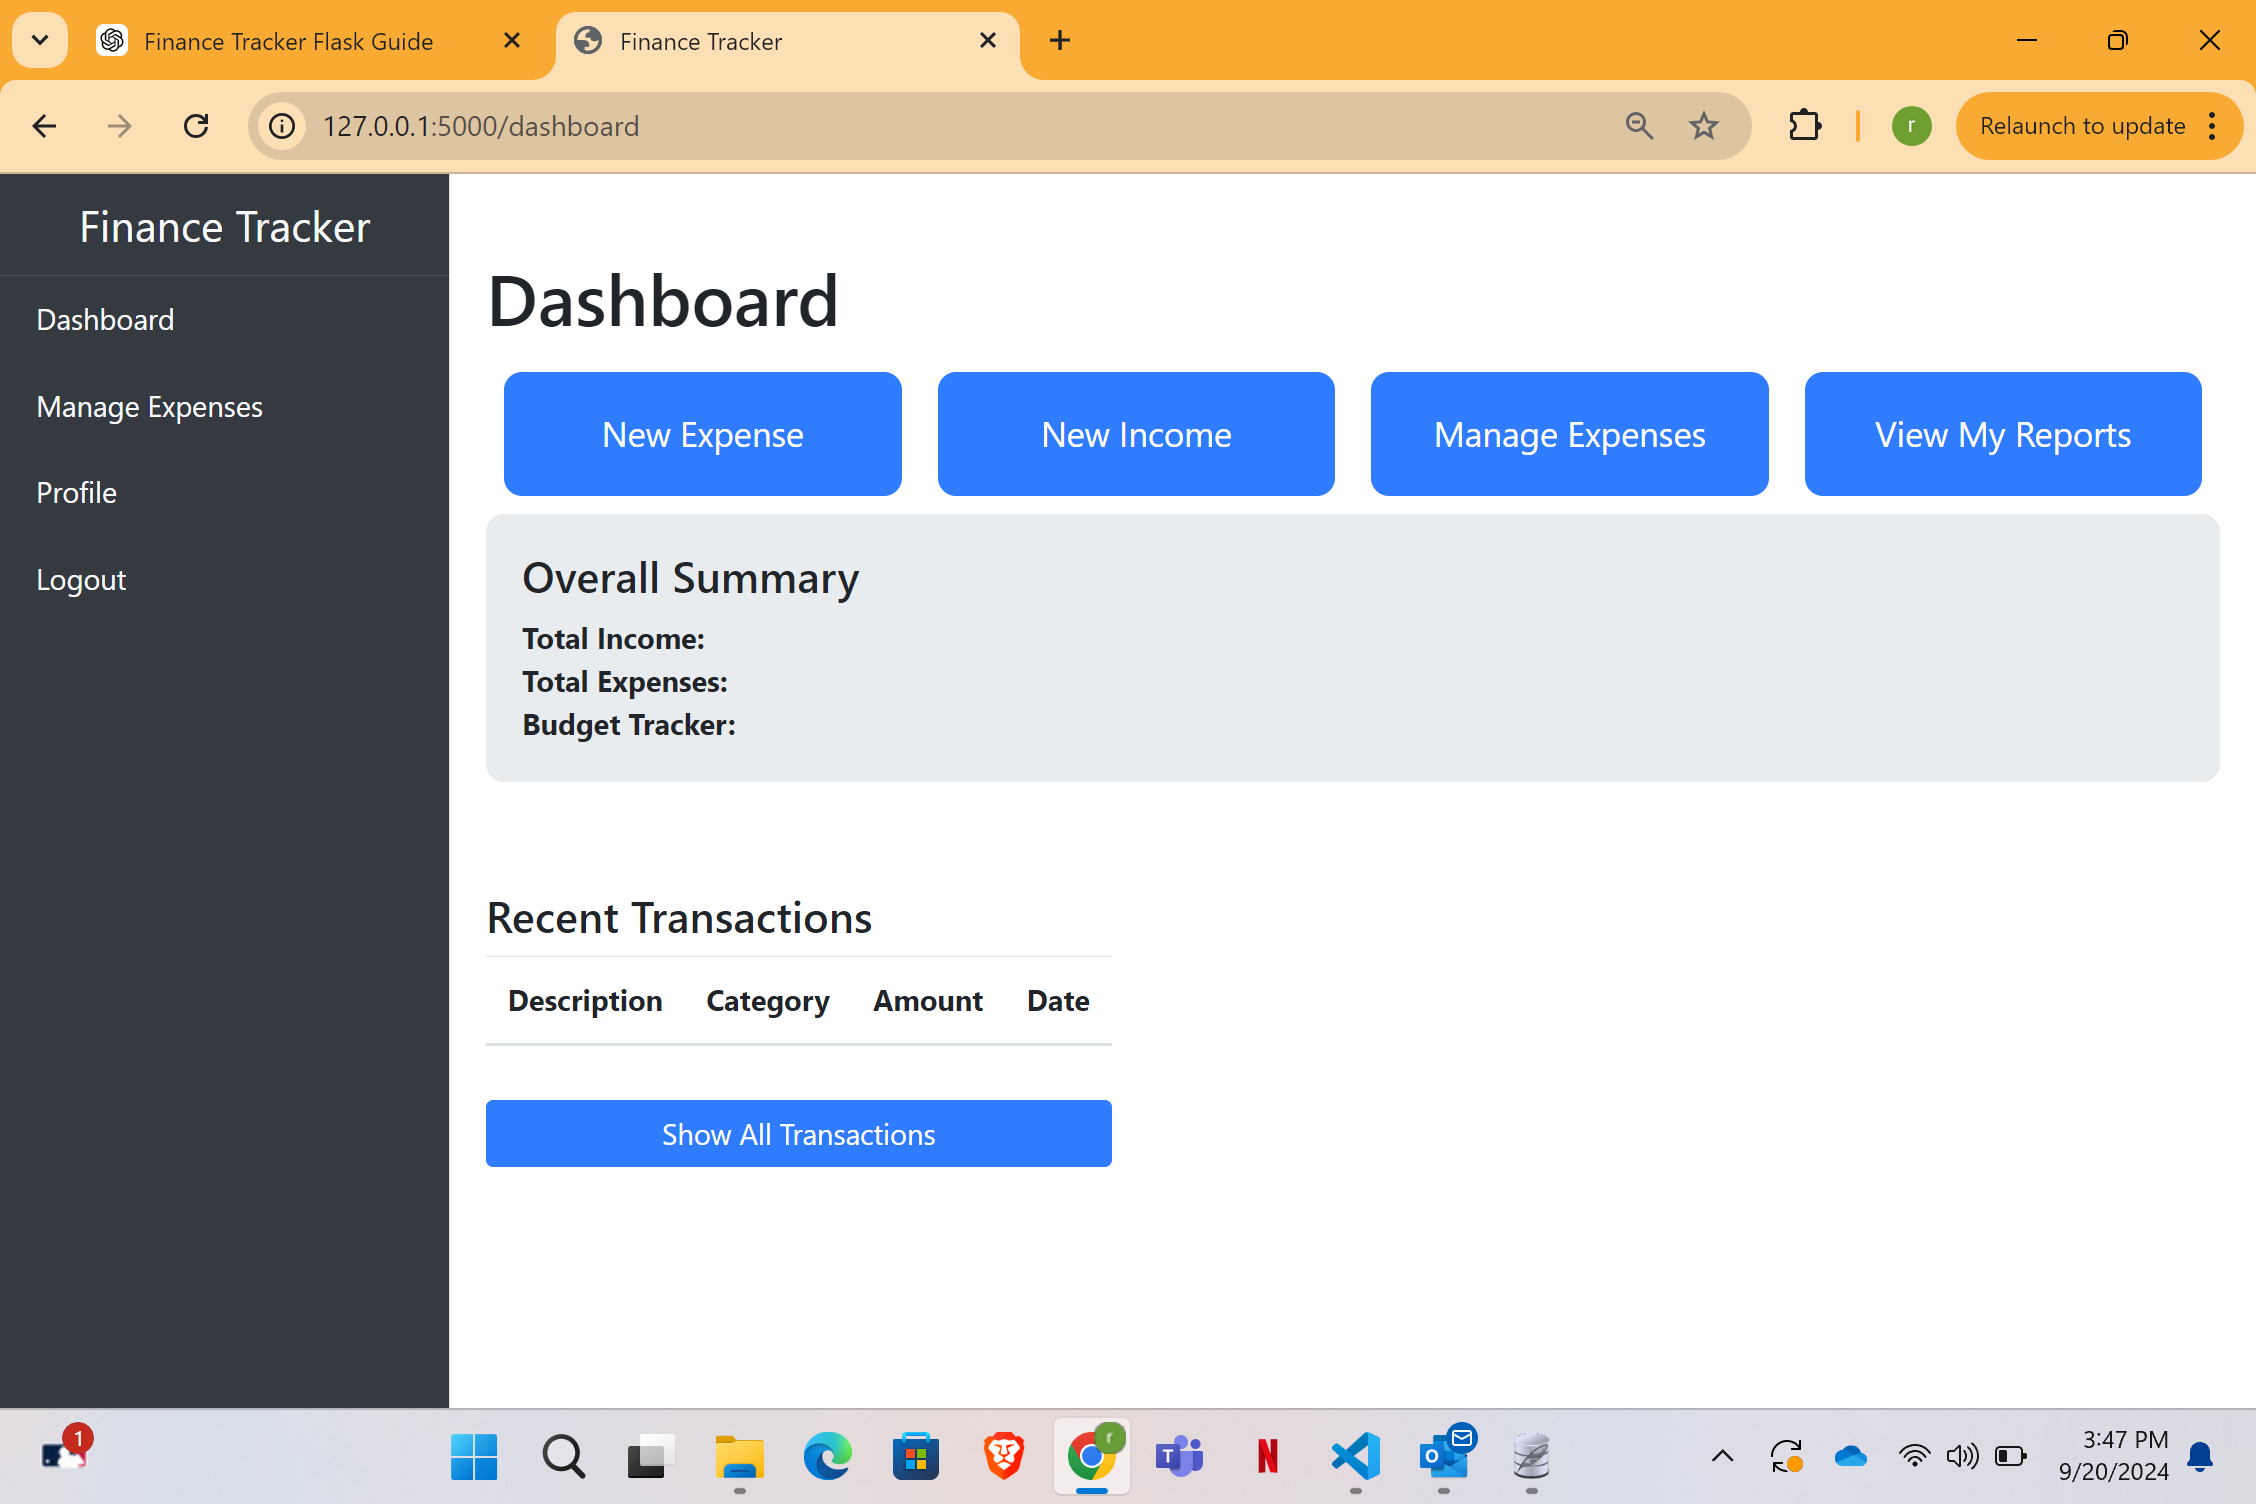 Finance Tracker Flask Guide
Finance Tracker
127.0.0.1:5000/dashboard
r
Relaunch to update
Finance Tracker
Dashboard
Manage Expenses
Profile
Logout
Dashboard
New Expense
New Income
Manage Expenses
View My Reports
Overall Summary
Total Income:
Total Expenses:
Budget Tracker:
Recent Transactions
Description Category Amount Date
Show All Transactions
1
r
T
N
O
3:47 PM
9/20/2024